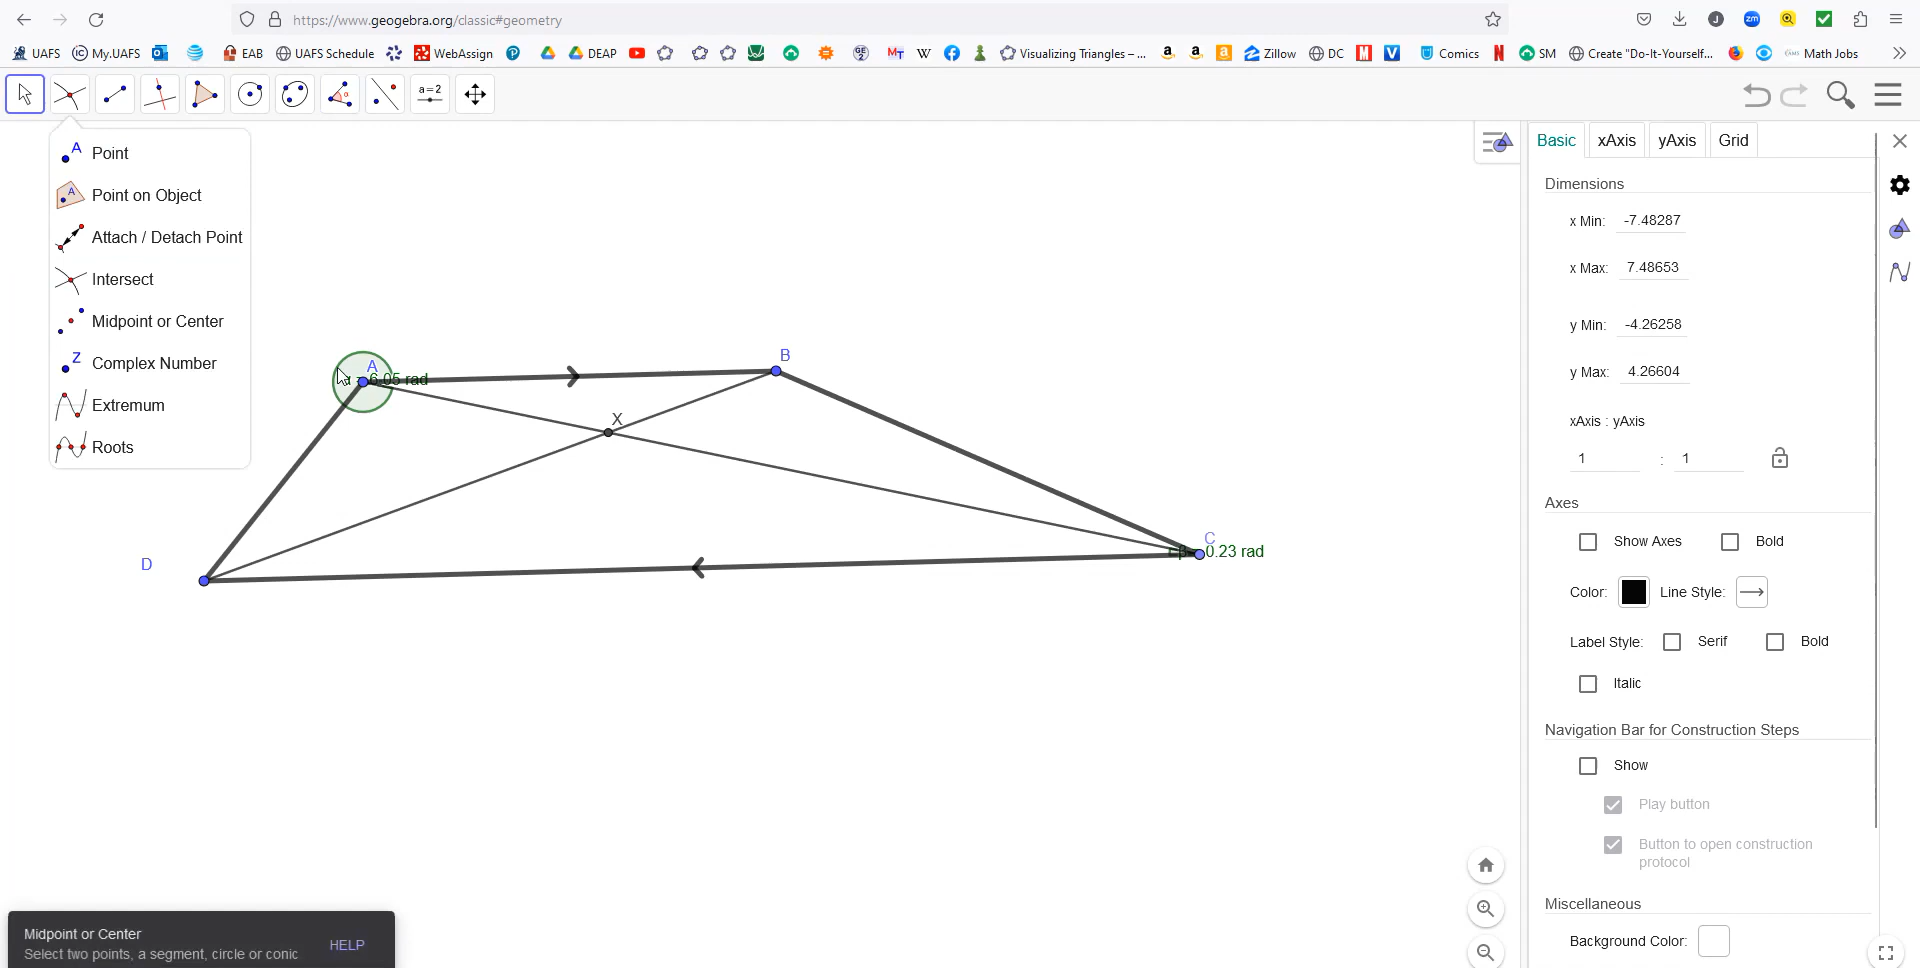 https://www.geogebra.org/classic#geometry
UAFS My.UAFS EAB UAFS Schedule WebAssign DEAP Visualizing Triangles – ... Zillow DC Comics SM Create "Do-It-Yourself... Math Jobs
a=2
A Point
A Point on Object
Attach / Detach Point
Intersect
Midpoint or Center
Z Complex Number
Extremum
Roots
A
6.05 rad
B
X
C
0.23 rad
D
Midpoint or Center
Select two points, a segment, circle or conic
HELP
Basic xAxis yAxis Grid
Dimensions
x Min: -7.48287
x Max: 7.48653
y Min: -4.26258
y Max: 4.26604
xAxis : yAxis
1 : 1
Axes
Show Axes Bold
Color: Line Style:
Label Style: Serif Bold
Italic
Navigation Bar for Construction Steps
Show
Play button
Button to open construction
protocol
Miscellaneous
Background Color: